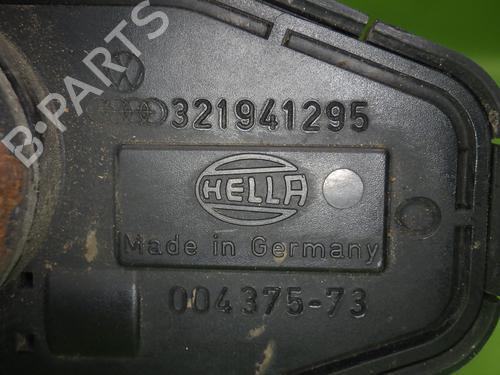 B-PARTS
321941295
HELLA
Made in Germany
004375-73